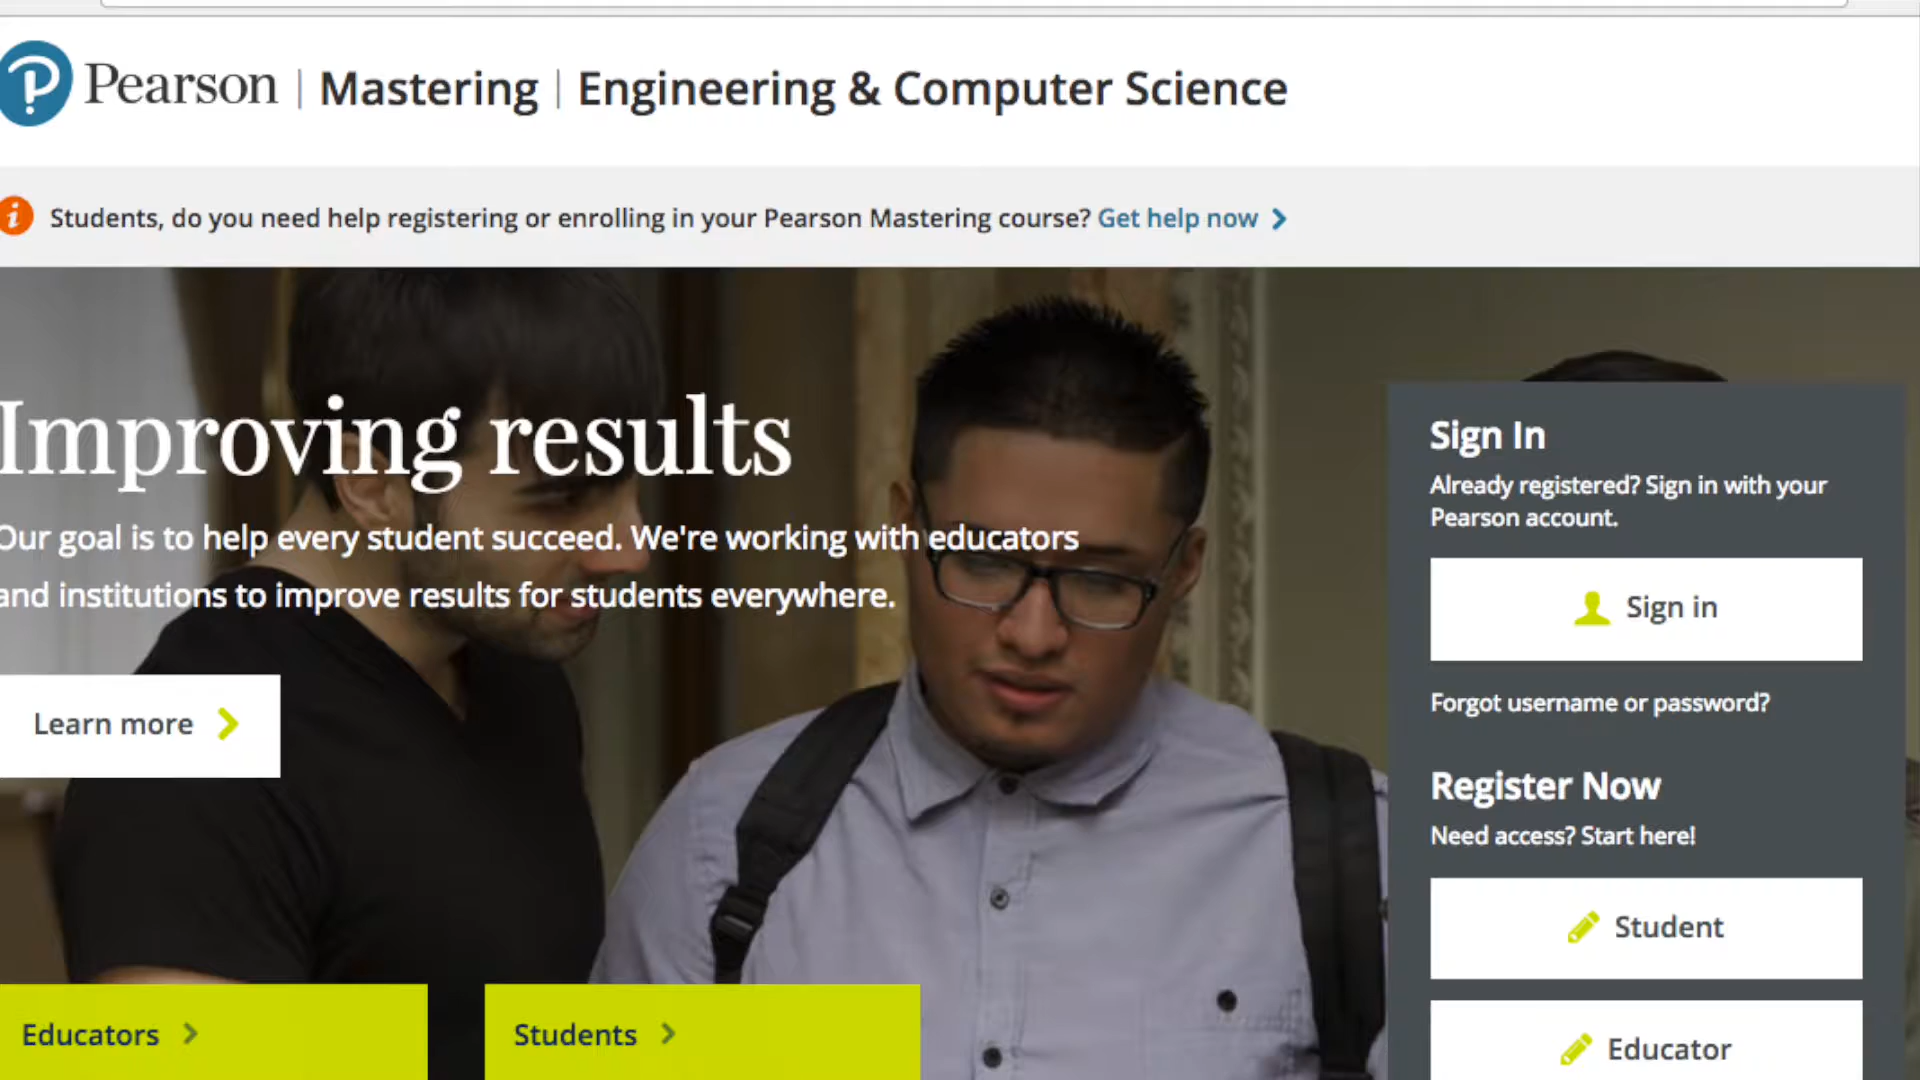 Pearson | Mastering | Engineering & Computer Science
Students, do you need help registering or enrolling in your Pearson Mastering course? Get help now
Improving results
Our goal is to help every student succeed. We're working with educators
and institutions to improve results for students everywhere.
Learn more
Educators
Students
Sign In
Already registered? Sign in with your
Pearson account.
Sign in
Forgot username or password?
Register Now
Need access? Start here!
Student
Educator